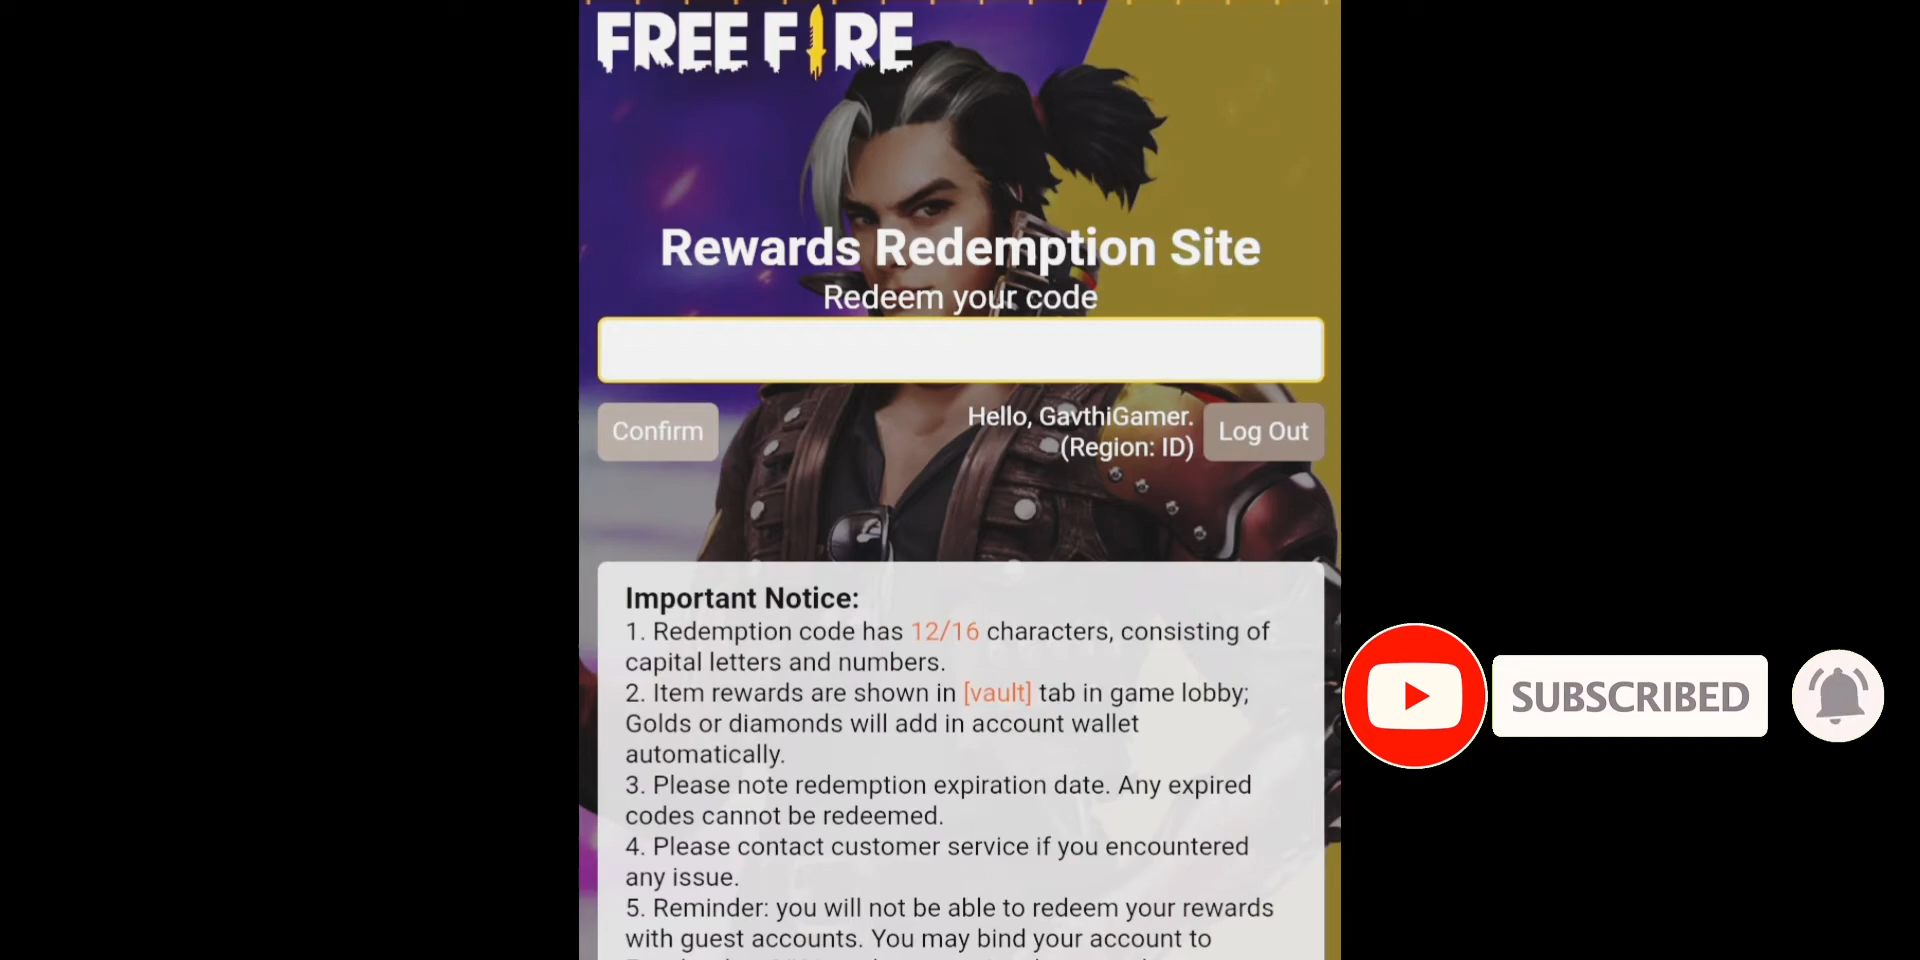 FREE FIRE
Rewards Redemption Site
Redeem your code
Confirm
Hello, GavthiGamer.
(Region: ID)
Log Out
Important Notice:
1. Redemption code has 12/16 characters, consisting of
capital letters and numbers.
2. Item rewards are shown in [vault] tab in game lobby;
Golds or diamonds will add in account wallet
automatically.
3. Please note redemption expiration date. Any expired
codes cannot be redeemed.
4. Please contact customer service if you encountered
any issue.
5. Reminder: you will not be able to redeem your rewards
with guest accounts. You may bind your account to
SUBSCRIBED